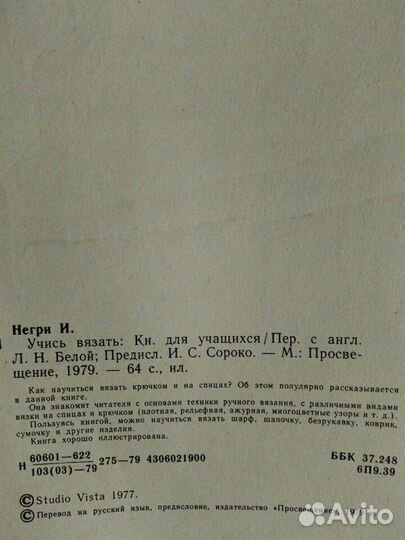 Негри И.
Учись вязать: Кн. для учащихся/Пер. с англ.
Л. Н. Белой; Предисл. И. С. Сороко. — М.: Просве-
щение, 1979. — 64 с., ил.
Как научиться вязать крючком и на спицах? Об этом популярно рассказывается
в данной книге.
Она знакомит читателя с основами техники ручного вязания, с различными видами
вязки на спицах и крючком (плотная, рельефная, ажурная, многоцветные узоры и т. д.).
Пользуясь книгой, можно научиться вязать шарф, шапочку, безрукавку, коврик,
сумочку и другие изделия.
Книга хорошо иллюстрирована.
Н 60601—622
103(03)—79 275—79 4306021900
ББК 37.248
6П9.39
© Studio Vista 1977.
© Перевод на русский язык, предисловие, издательство «Просвещение»
Avito